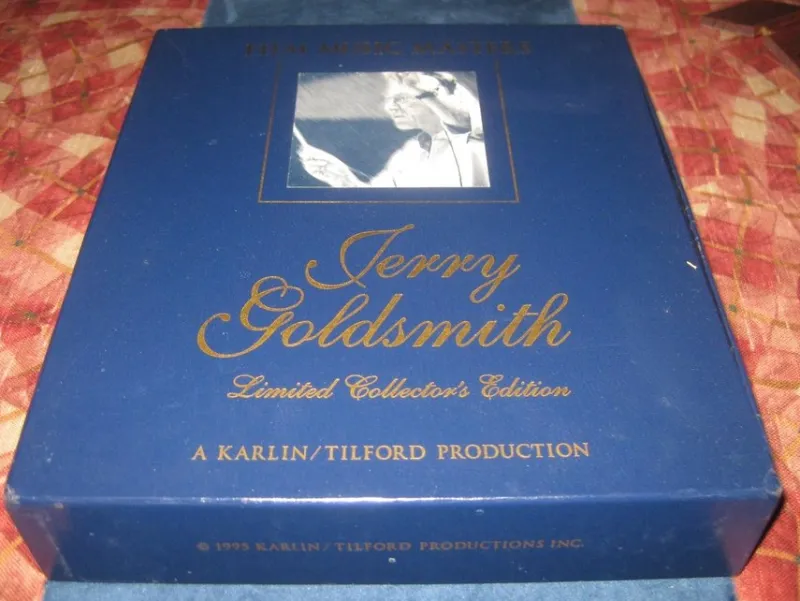 FILM MUSIC MASTERS
Jerry
Goldsmith
Limited Collector's Edition
A KARLIN/TILFORD PRODUCTION
© 1995 KARLIN/TILFORD PRODUCTIONS INC.